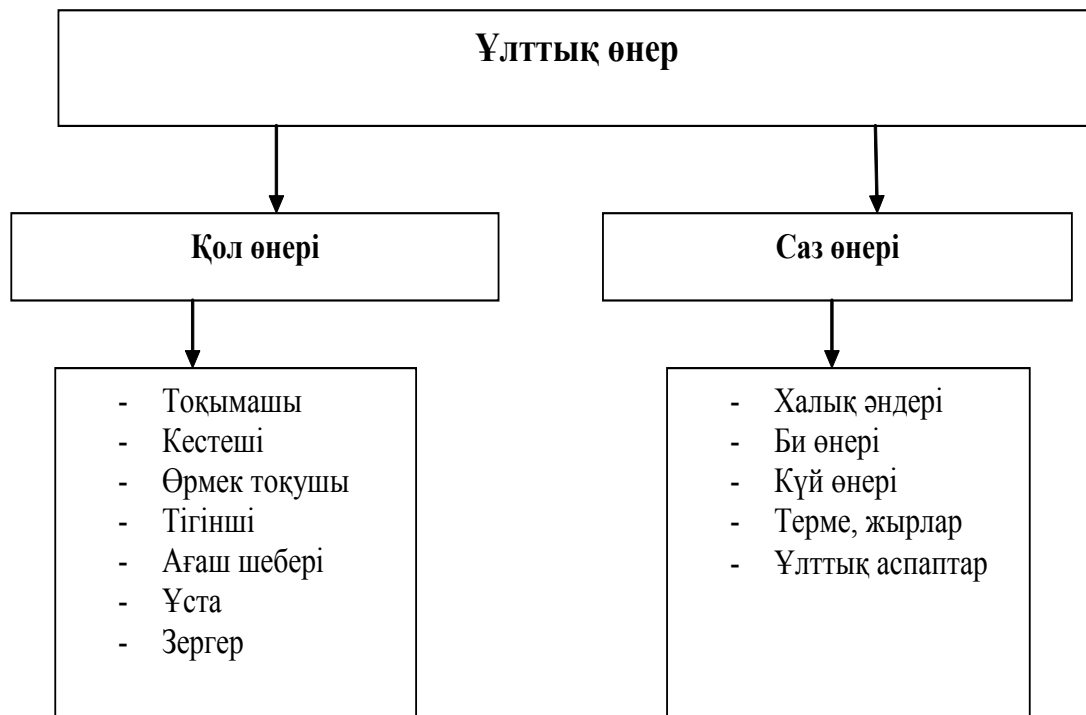 Ұлттық өнер
Қол өнері
Саз өнері
- Тоқымашы
- Кестеші
- Өрмек тоқушы
- Тігінші
- Ағаш шебері
- Ұста
- Зергер
- Халық әндері
- Би өнері
- Күй өнері
- Терме, жырлар
- Ұлттық аспаптар